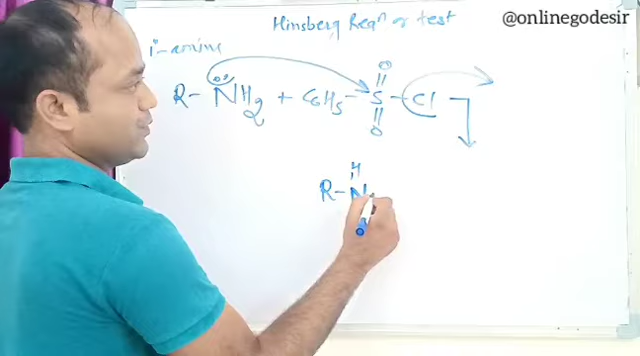 @onlinegodesir
Hinsberg Reaⁿ or test
1°-amine
O
R-NH2 + C6H5-S-Cl
O
H
R-N